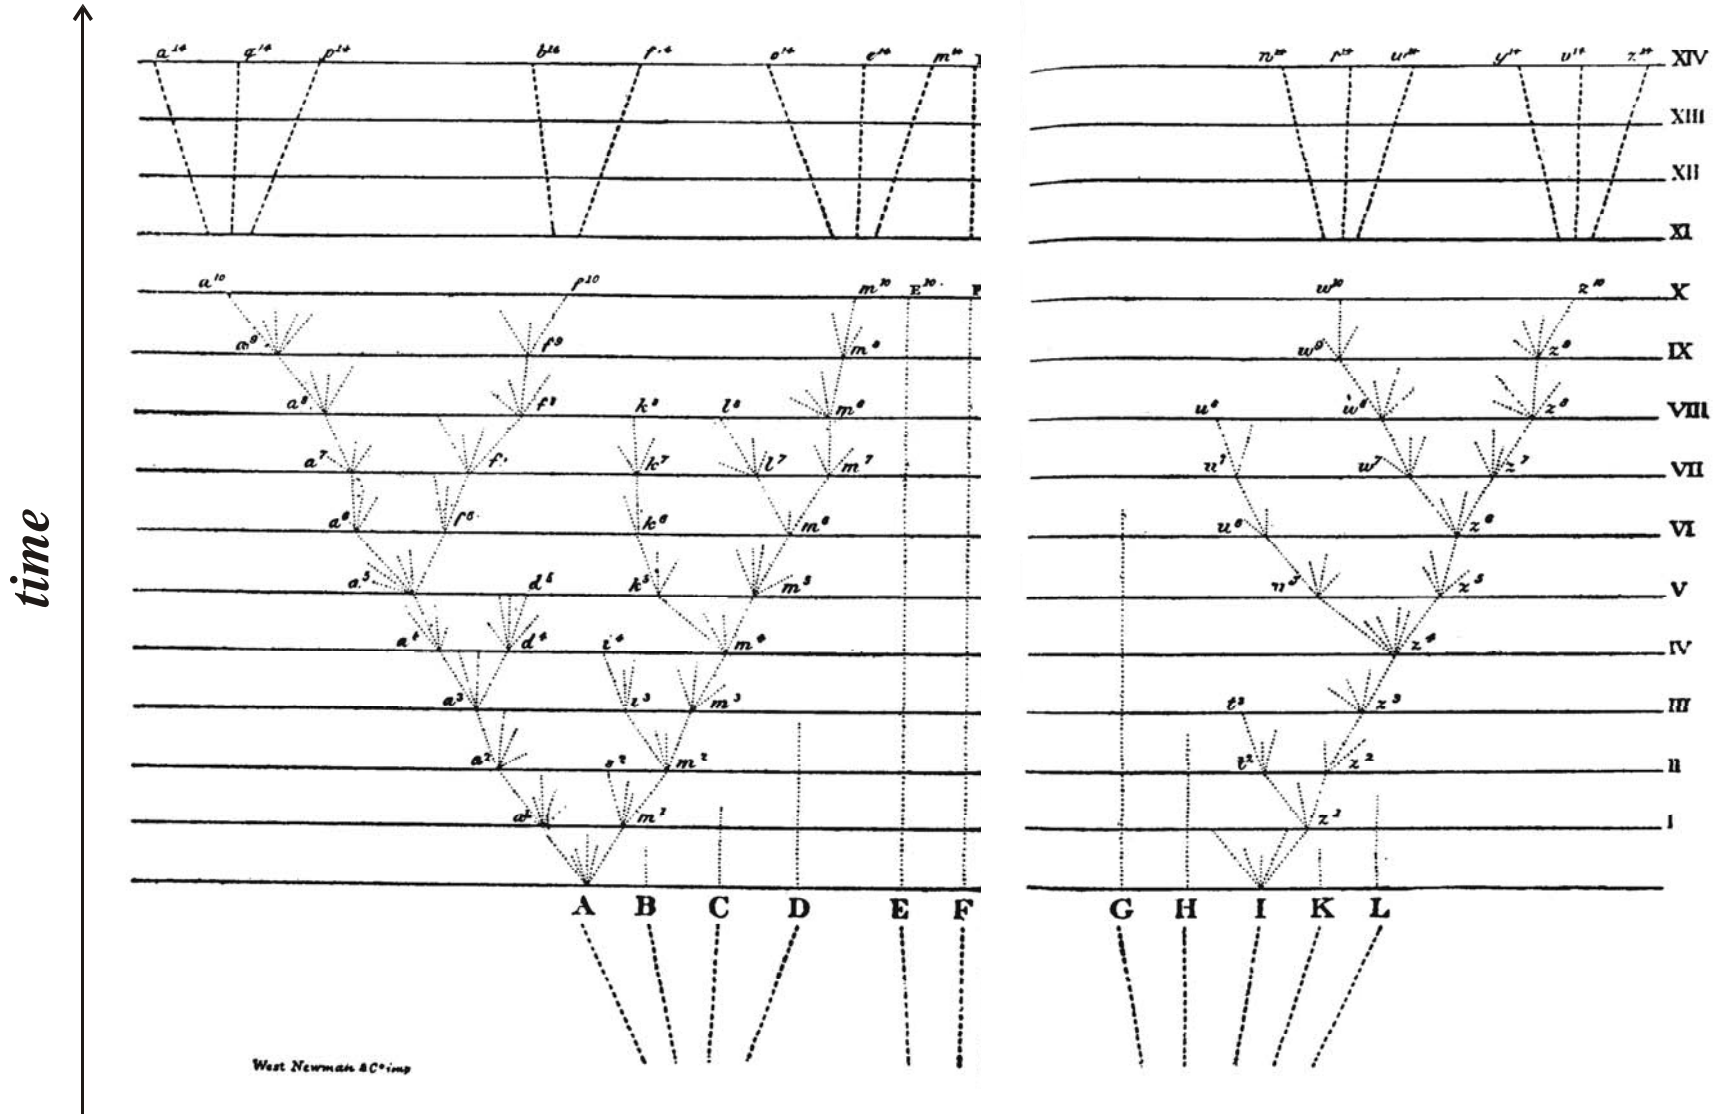 a¹⁴ q¹⁴ p¹⁴ b¹⁴ f¹⁴ o¹⁴ e¹⁴ m¹⁴ n¹⁴ r¹⁴ w¹⁴ y¹⁴ v¹⁴ z¹⁴ XIV
XIII
XII
XI
a¹⁰ f¹⁰ m¹⁰ E¹⁰ w¹⁰ z¹⁰ X
a⁹ f⁹ m⁹ w⁹ z⁹ IX
a⁸ f⁸ k⁸ l⁸ m⁸ u⁸ w⁸ z⁸ VIII
a⁷ f k⁷ l⁷ m⁷ u⁷ w⁷ z⁷ VII
a⁶ f⁶ k⁶ m⁶ u⁶ z⁶ VI
a⁵ d⁵ k⁵ m⁵ z⁵ V
a⁴ d⁴ i⁴ m⁴ z⁴ IV
a³ i³ m³ t³ z³ III
a² s² m² t² z² II
a¹ m¹ z¹ I
A B C D E F G H I K L
West Newman & Cº imp
time